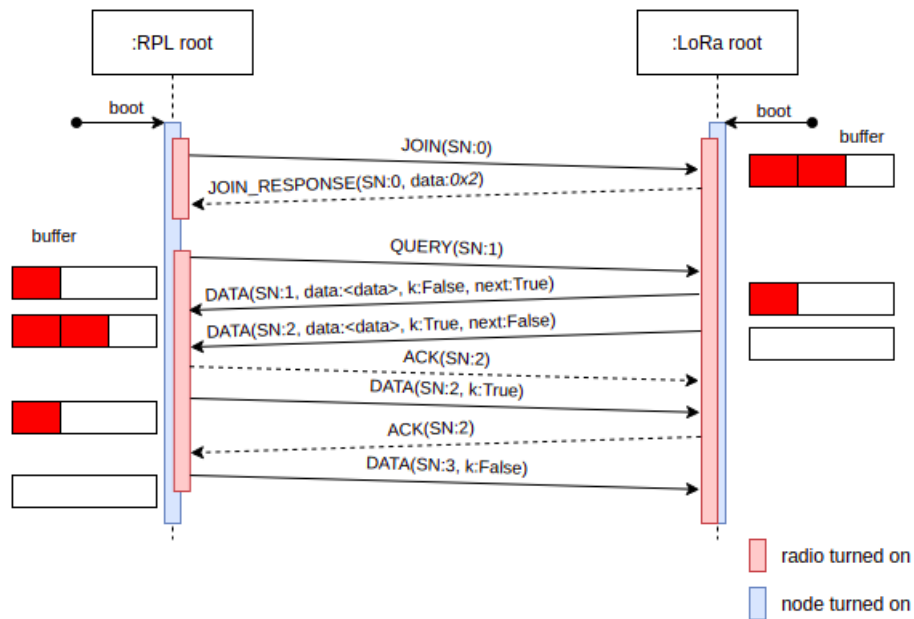 :RPL root
:LoRa root
boot
boot
buffer
JOIN(SN:0)
JOIN_RESPONSE(SN:0, data:0x2)
buffer
QUERY(SN:1)
DATA(SN:1, data:<data>, k:False, next:True)
DATA(SN:2, data:<data>, k:True, next:False)
ACK(SN:2)
DATA(SN:2, k:True)
ACK(SN:2)
DATA(SN:3, k:False)
radio turned on
node turned on